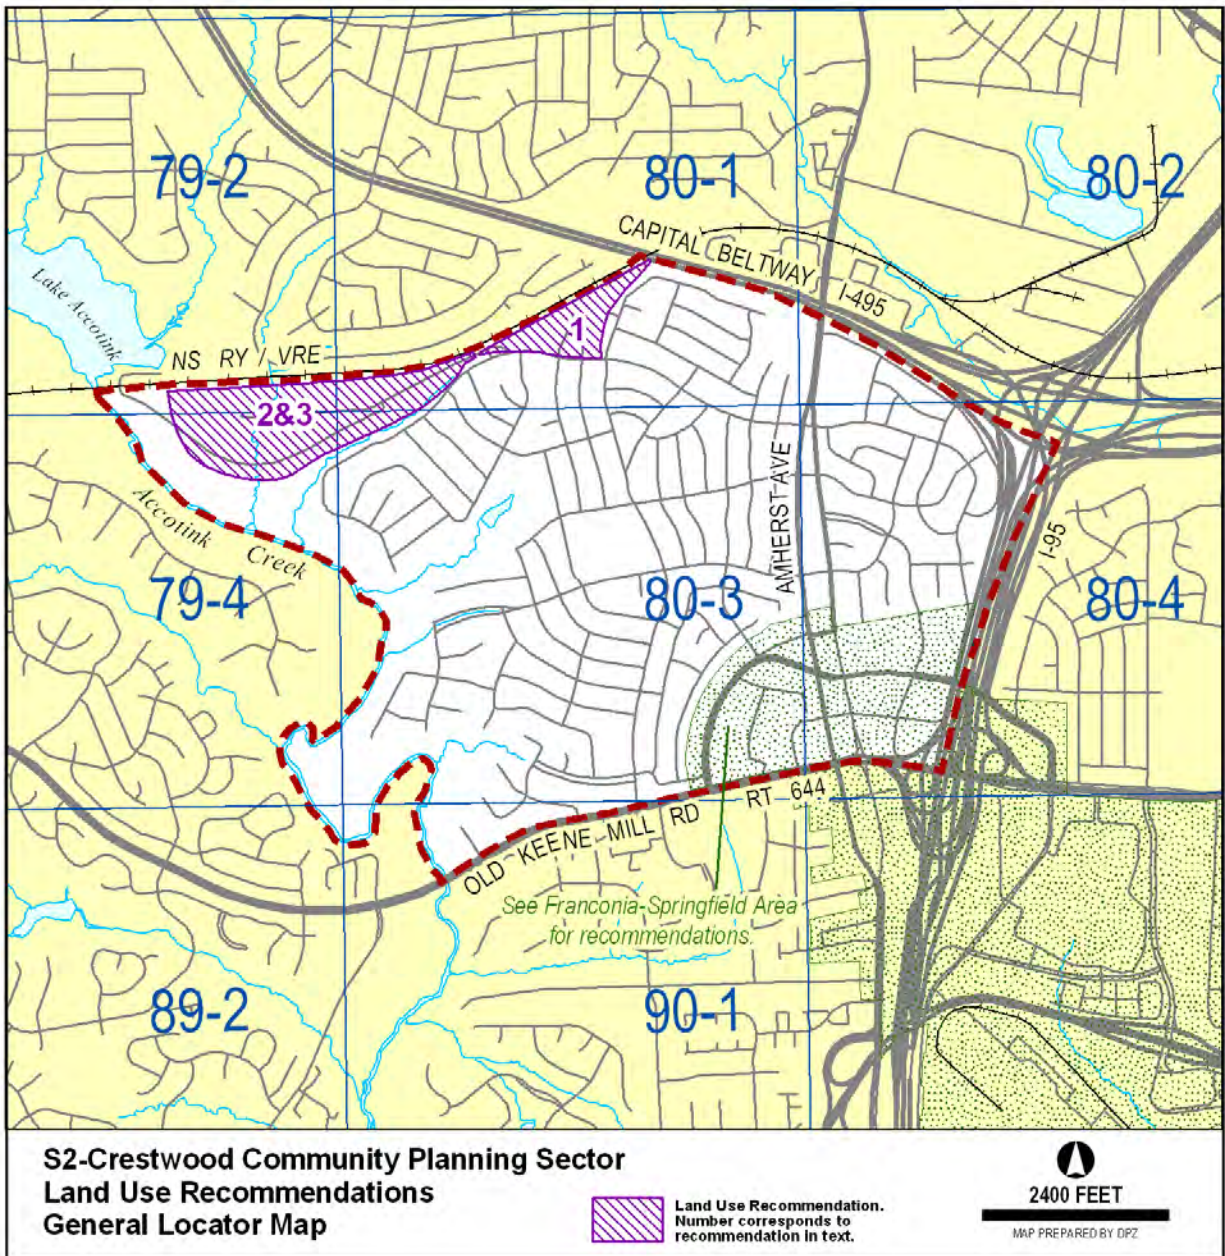 79-2
80-1
80-2
CAPITAL BELTWAY I-495
Lake Accotink
NS RY / VRE
1
2&3
Accotink Creek
AMHERST AVE
I-95
79-4
80-3
80-4
OLD KEENE MILL RD RT 644
See Franconia-Springfield Area
for recommendations.
89-2
90-1
S2-Crestwood Community Planning Sector
Land Use Recommendations
General Locator Map
Land Use Recommendation.
Number corresponds to
recommendation in text.
2400 FEET
MAP PREPARED BY DPZ